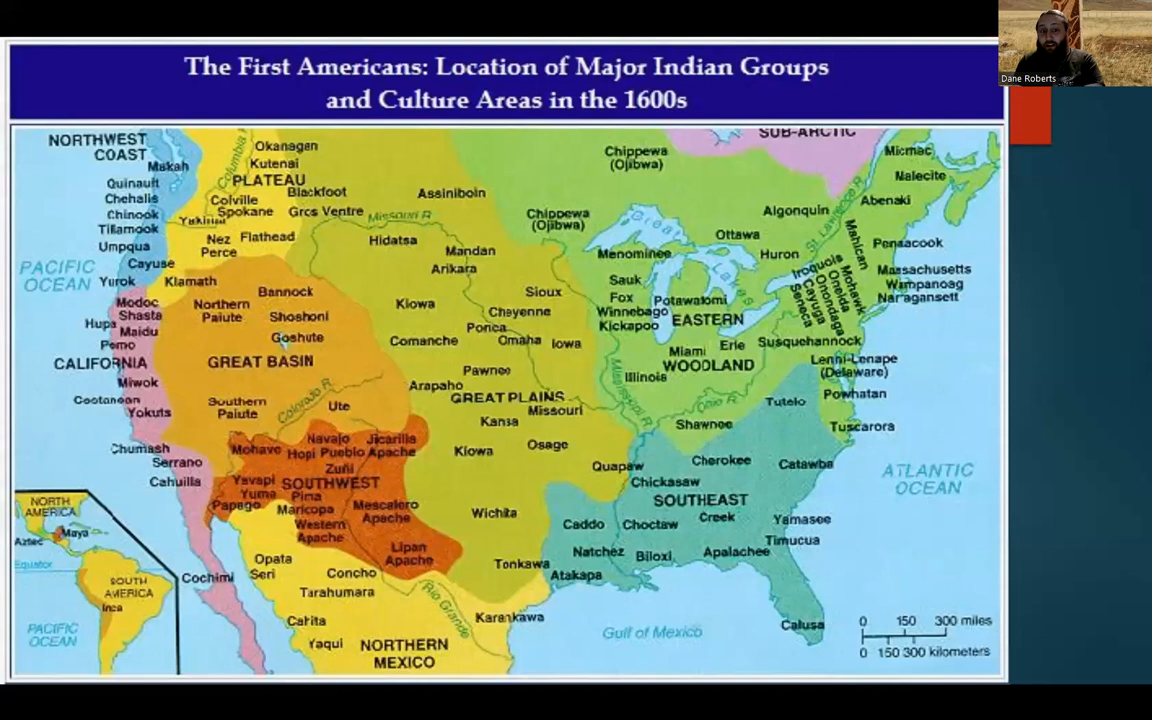 Dane Roberts
The First Americans: Location of Major Indian Groups
and Culture Areas in the 1600s
NORTHWEST
COAST
Makah
Quinault
Chehalis
Chinook
Tillamook
Umpqua
Cayuse
Yurok
PACIFIC
OCEAN
Columbia R
Okanagan
Kutenai
PLATEAU
Colville
Spokane
Yakima
Nez
Perce
Flathead
Klamath
Blackfoot
Gros Ventre
Missouri R.
Assiniboin
Hidatsa
Mandan
Arikara
Kiowa
Sioux
Cheyenne
Ponca
Omaha
Iowa
Comanche
Pawnee
Arapaho
GREAT PLAINS
Missouri
Kansa
Osage
Kiowa
Quapaw
Wichita
Tonkawa
Modoc
Shasta
Hupa
Maidu
Pomo
CALIFORNIA
Miwok
Costanoan
Yokuts
Chumash
Serrano
Cahuilla
Cochimi
Northern
Paiute
Bannock
Shoshoni
Goshute
GREAT BASIN
Southern
Paiute
Colorado R.
Ute
Mohave
Navajo
Hopi Pueblo
Jicarilla
Apache
Zuñi
Yavapi
SOUTHWEST
Yuma
Pima
Papago
Maricopa
Western
Apache
Mescalero
Apache
Lipan
Apache
Opata
Seri
Concho
Tarahumara
Cahita
Yaqui
NORTHERN
MEXICO
Rio Grande
Karankawa
SUB-ARCTIC
Chippewa
(Ojibwa)
Chippewa
(Ojibwa)
Great
Lakes
Menominee
Sauk
Fox
Winnebago
Kickapoo
Potawatomi
EASTERN
WOODLAND
Miami
Erie
Illinois
Mississippi R.
Ohio R.
Shawnee
Ottawa
Algonquin
Huron
St. Lawrence R.
Micmac
Malecite
Abenaki
Mahican
Pennacook
Massachusetts
Wampanoag
Narragansett
Iroquois
Mohawk
Oneida
Onondaga
Cayuga
Seneca
Susquehannock
Lenni-Lenape
(Delaware)
Powhatan
Tuscarora
Tutelo
Cherokee
Catawba
Chickasaw
SOUTHEAST
Creek
Yamasee
Caddo
Choctaw
Timucua
Natchez
Biloxi
Apalachee
Atakapa
Calusa
ATLANTIC
OCEAN
Gulf of Mexico
0 150 300 miles
0 150 300 kilometers
NORTH
AMERICA
Aztec
Maya
Equator
SOUTH
AMERICA
Inca
PACIFIC
OCEAN